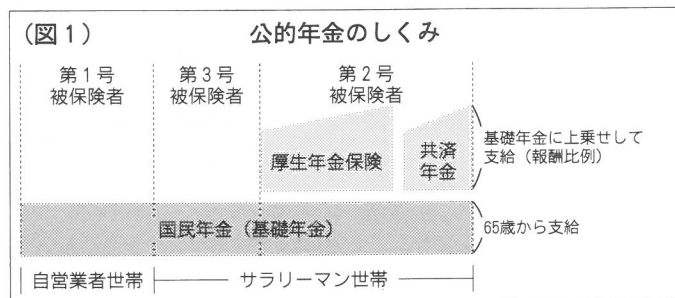 (図1)
公的年金のしくみ
第1号
被保険者
第3号
被保険者
第2号
被保険者
厚生年金保険
共済
年金
基礎年金に上乗せして
支給(報酬比例)
国民年金(基礎年金)
65歳から支給
自営業者世帯
サラリーマン世帯